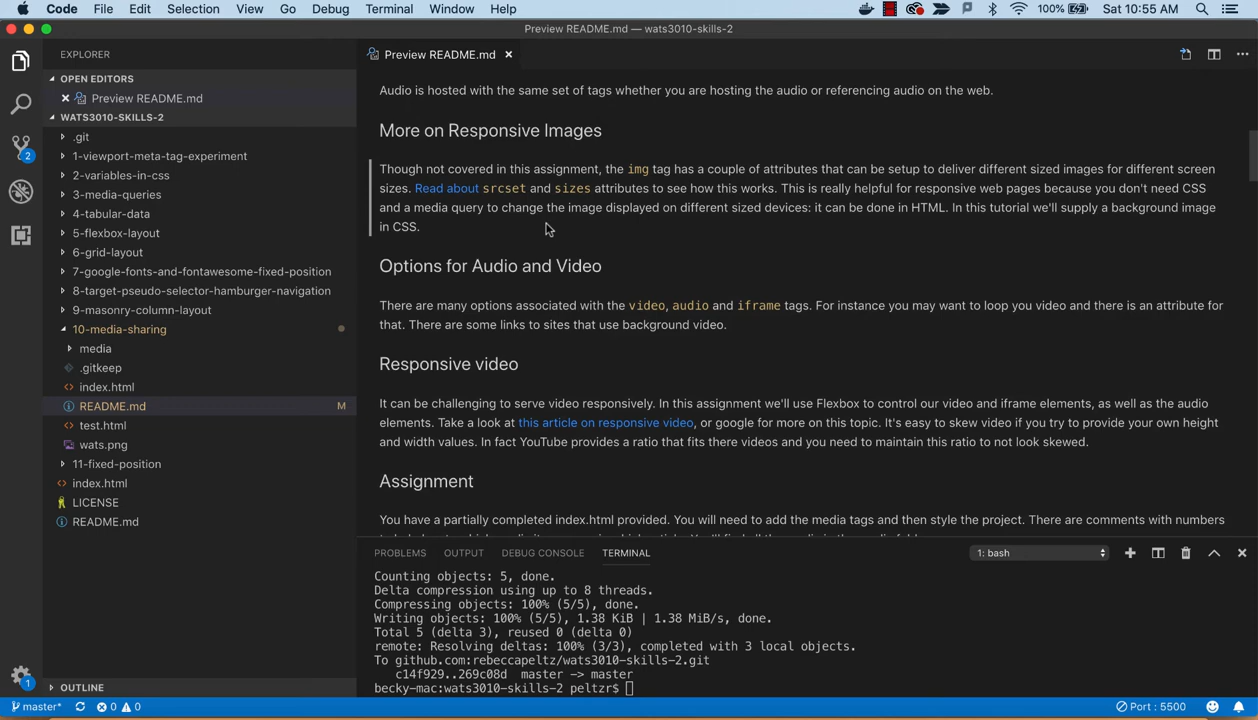 Code File Edit Selection View Go Debug Terminal Window Help 100% Sat 10:55 AM
Preview README.md — wats3010-skills-2
EXPLORER
OPEN EDITORS
Preview README.md
WATS3010-SKILLS-2
.git
1-viewport-meta-tag-experiment
2-variables-in-css
3-media-queries
4-tabular-data
5-flexbox-layout
6-grid-layout
7-google-fonts-and-fontawesome-fixed-position
8-target-pseudo-selector-hamburger-navigation
9-masonry-column-layout
10-media-sharing
media
.gitkeep
index.html
README.md M
test.html
wats.png
11-fixed-position
index.html
LICENSE
README.md
OUTLINE
2
1
Preview README.md
Audio is hosted with the same set of tags whether you are hosting the audio or referencing audio on the web.
More on Responsive Images
Though not covered in this assignment, the img tag has a couple of attributes that can be setup to deliver different sized images for different screen
sizes. Read about srcset and sizes attributes to see how this works. This is really helpful for responsive web pages because you don't need CSS
and a media query to change the image displayed on different sized devices: it can be done in HTML. In this tutorial we'll supply a background image
in CSS.
Options for Audio and Video
There are many options associated with the video, audio and iframe tags. For instance you may want to loop you video and there is an attribute for
that. There are some links to sites that use background video.
Responsive video
It can be challenging to serve video responsively. In this assignment we'll use Flexbox to control our video and iframe elements, as well as the audio
elements. Take a look at this article on responsive video, or google for more on this topic. It's easy to skew video if you try to provide your own height
and width values. In fact YouTube provides a ratio that fits there videos and you need to maintain this ratio to not look skewed.
Assignment
You have a partially completed index.html provided. You will need to add the media tags and then style the project. There are comments with numbers
PROBLEMS OUTPUT DEBUG CONSOLE TERMINAL 1: bash
Counting objects: 5, done.
Delta compression using up to 8 threads.
Compressing objects: 100% (5/5), done.
Writing objects: 100% (5/5), 1.38 KiB | 1.38 MiB/s, done.
Total 5 (delta 3), reused 0 (delta 0)
remote: Resolving deltas: 100% (3/3), completed with 3 local objects.
To github.com:rebeccapeltz/wats3010-skills-2.git
c14f929..269c08d master -> master
becky-mac:wats3010-skills-2 peltzr$
master* 0 0 Port : 5500